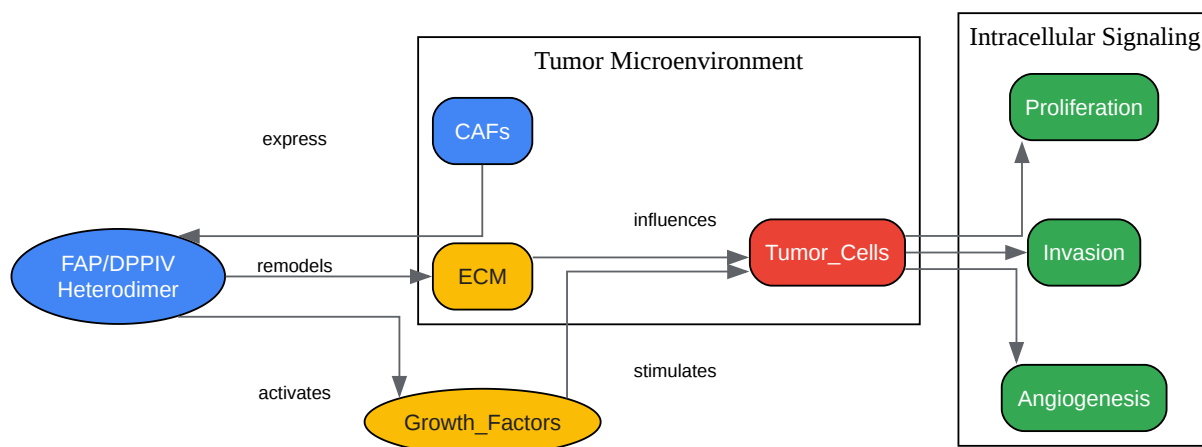 Intracellular Signaling
Tumor Microenvironment
Proliferation
CAFs
express
influences
Tumor_Cells
Invasion
FAP/DPPIV
Heterodimer
remodels
ECM
stimulates
activates
Growth_Factors
Angiogenesis